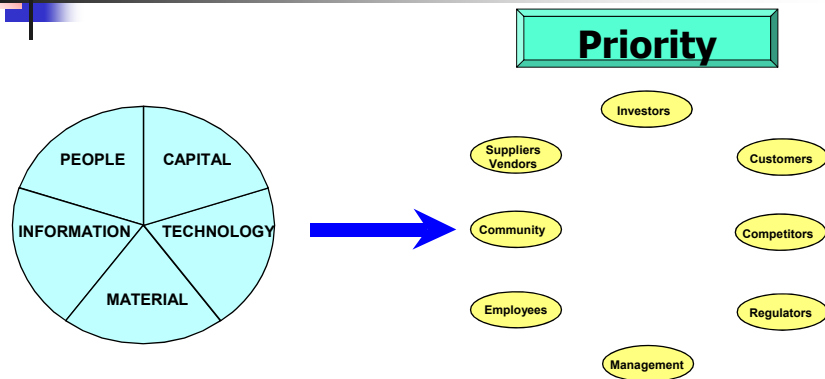 Priority
PEOPLE
CAPITAL
INFORMATION
TECHNOLOGY
MATERIAL
Investors
Suppliers
Vendors
Customers
Community
Competitors
Employees
Regulators
Management